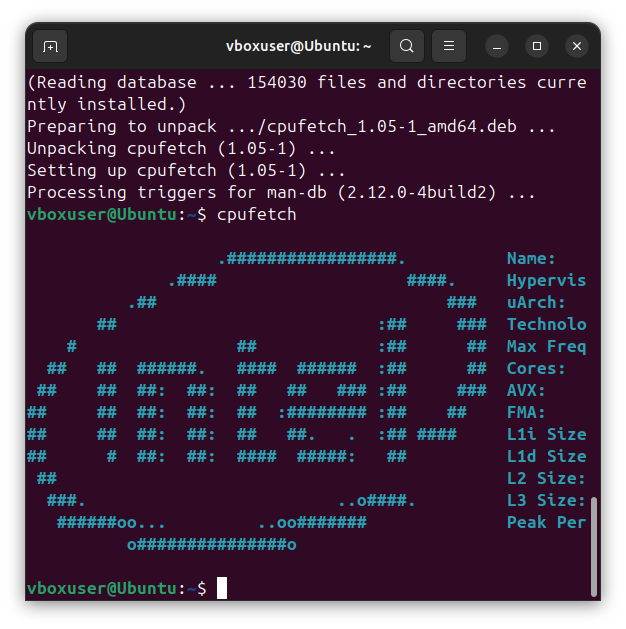 vboxuser@Ubuntu: ~
(Reading database ... 154030 files and directories curre
ntly installed.)
Preparing to unpack .../cpufetch_1.05-1_amd64.deb ...
Unpacking cpufetch (1.05-1) ...
Setting up cpufetch (1.05-1) ...
Processing triggers for man-db (2.12.0-4build2) ...
vboxuser@Ubuntu:~$ cpufetch
                   .#################.          Name:
              .####                   ####.     Hypervis
          .##                             ###   uArch:
       ##                          :##     ###  Technolo
    #                ##            :##      ##  Max Freq
  ##   ##  ######.   ####  ######  :##      ##  Cores:
 ##    ##  ##:  ##:  ##   ##   ### :##     ###  AVX:
##     ##  ##:  ##:  ##  :######## :##    ##    FMA:
##     ##  ##:  ##:  ##   ##.   .  :## ####     L1i Size
##      #  ##:  ##:  ####  #####:   ##          L1d Size
 ##                                             L2 Size:
  ###.                         ..o####.         L3 Size:
   ######oo...         ..oo#######              Peak Per
          o###############o
vboxuser@Ubuntu:~$